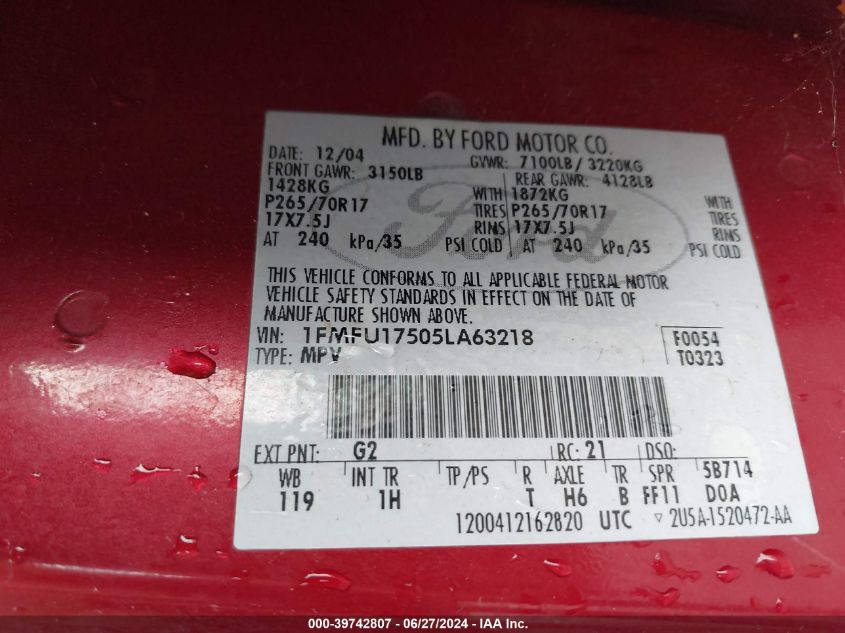 MFD. BY FORD MOTOR CO.
DATE: 12/04 GVWR: 7100LB / 3220KG
FRONT GAWR: 3150LB REAR GAWR: 4128LB
1428KG WITH 1872KG WITH
P265/70R17 TIRES P265/70R17 TIRES
17X7.5J RIMS 17X7.5J RIMS
AT 240 kPa/35 PSI COLD AT 240 kPa/35 PSI COLD
Ford
THIS VEHICLE CONFORMS TO ALL APPLICABLE FEDERAL MOTOR
VEHICLE SAFETY STANDARDS IN EFFECT ON THE DATE OF
MANUFACTURE SHOWN ABOVE.
VIN: 1FMFU17505LA63218 F0054
TYPE: MPV T0323
EXT PNT: G2 RC: 21 DSO:
WB INT TR TP/PS R AXLE TR SPR 5B714
119 1H T H6 B FF11 D0A
1200412162820 UTC ▽ 2U5A-1520472-AA
000-39742807 - 06/27/2024 - IAA Inc.